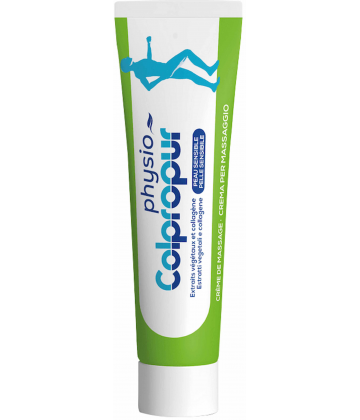 physio
Colpropur
PEAU SENSIBLE
PELLE SENSIBILE
Extraits végétaux et collagène
Estratti vegetali e collagene
CRÈME DE MASSAGE · CREMA PER MASSAGGIO